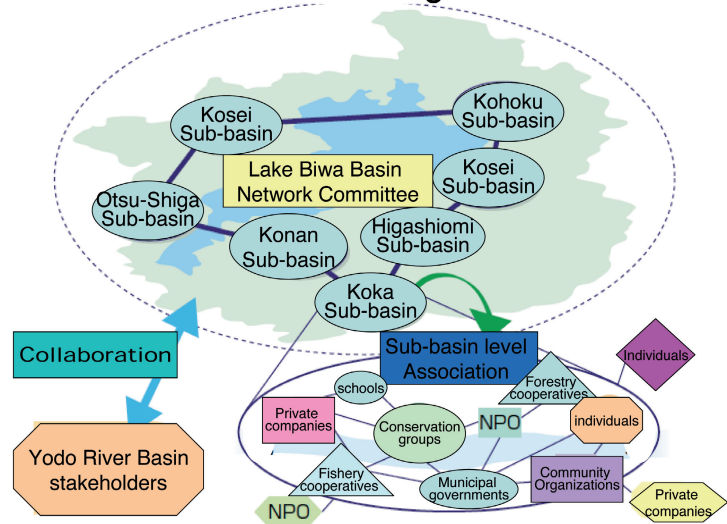 Kosei
Sub-basin
Kohoku
Sub-basin
Lake Biwa Basin
Network Committee
Kosei
Sub-basin
Otsu-Shiga
Sub-basin
Konan
Sub-basin
Higashiomi
Sub-basin
Koka
Sub-basin
Collaboration
Sub-basin level
Association
Individuals
schools
Forestry
cooperatives
Private
companies
Conservation
groups
NPO
individuals
Yodo River Basin
stakeholders
Fishery
cooperatives
Municipal
governments
Community
Organizations
NPO
Private
companies